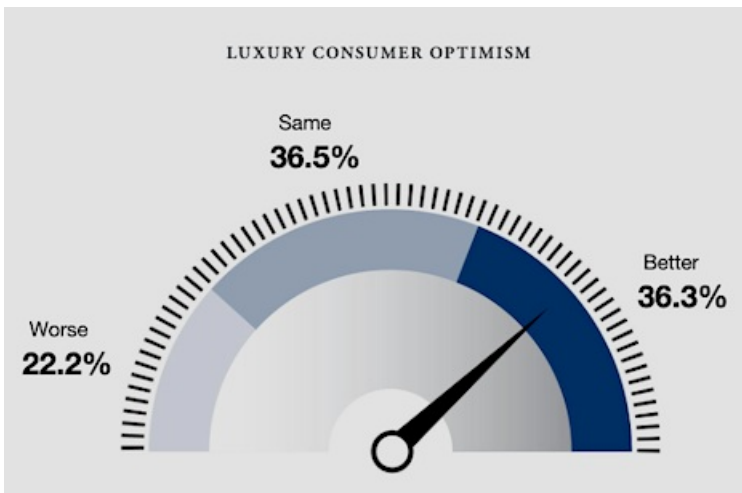 LUXURY CONSUMER OPTIMISM
Same
36.5%
Better
36.3%
Worse
22.2%